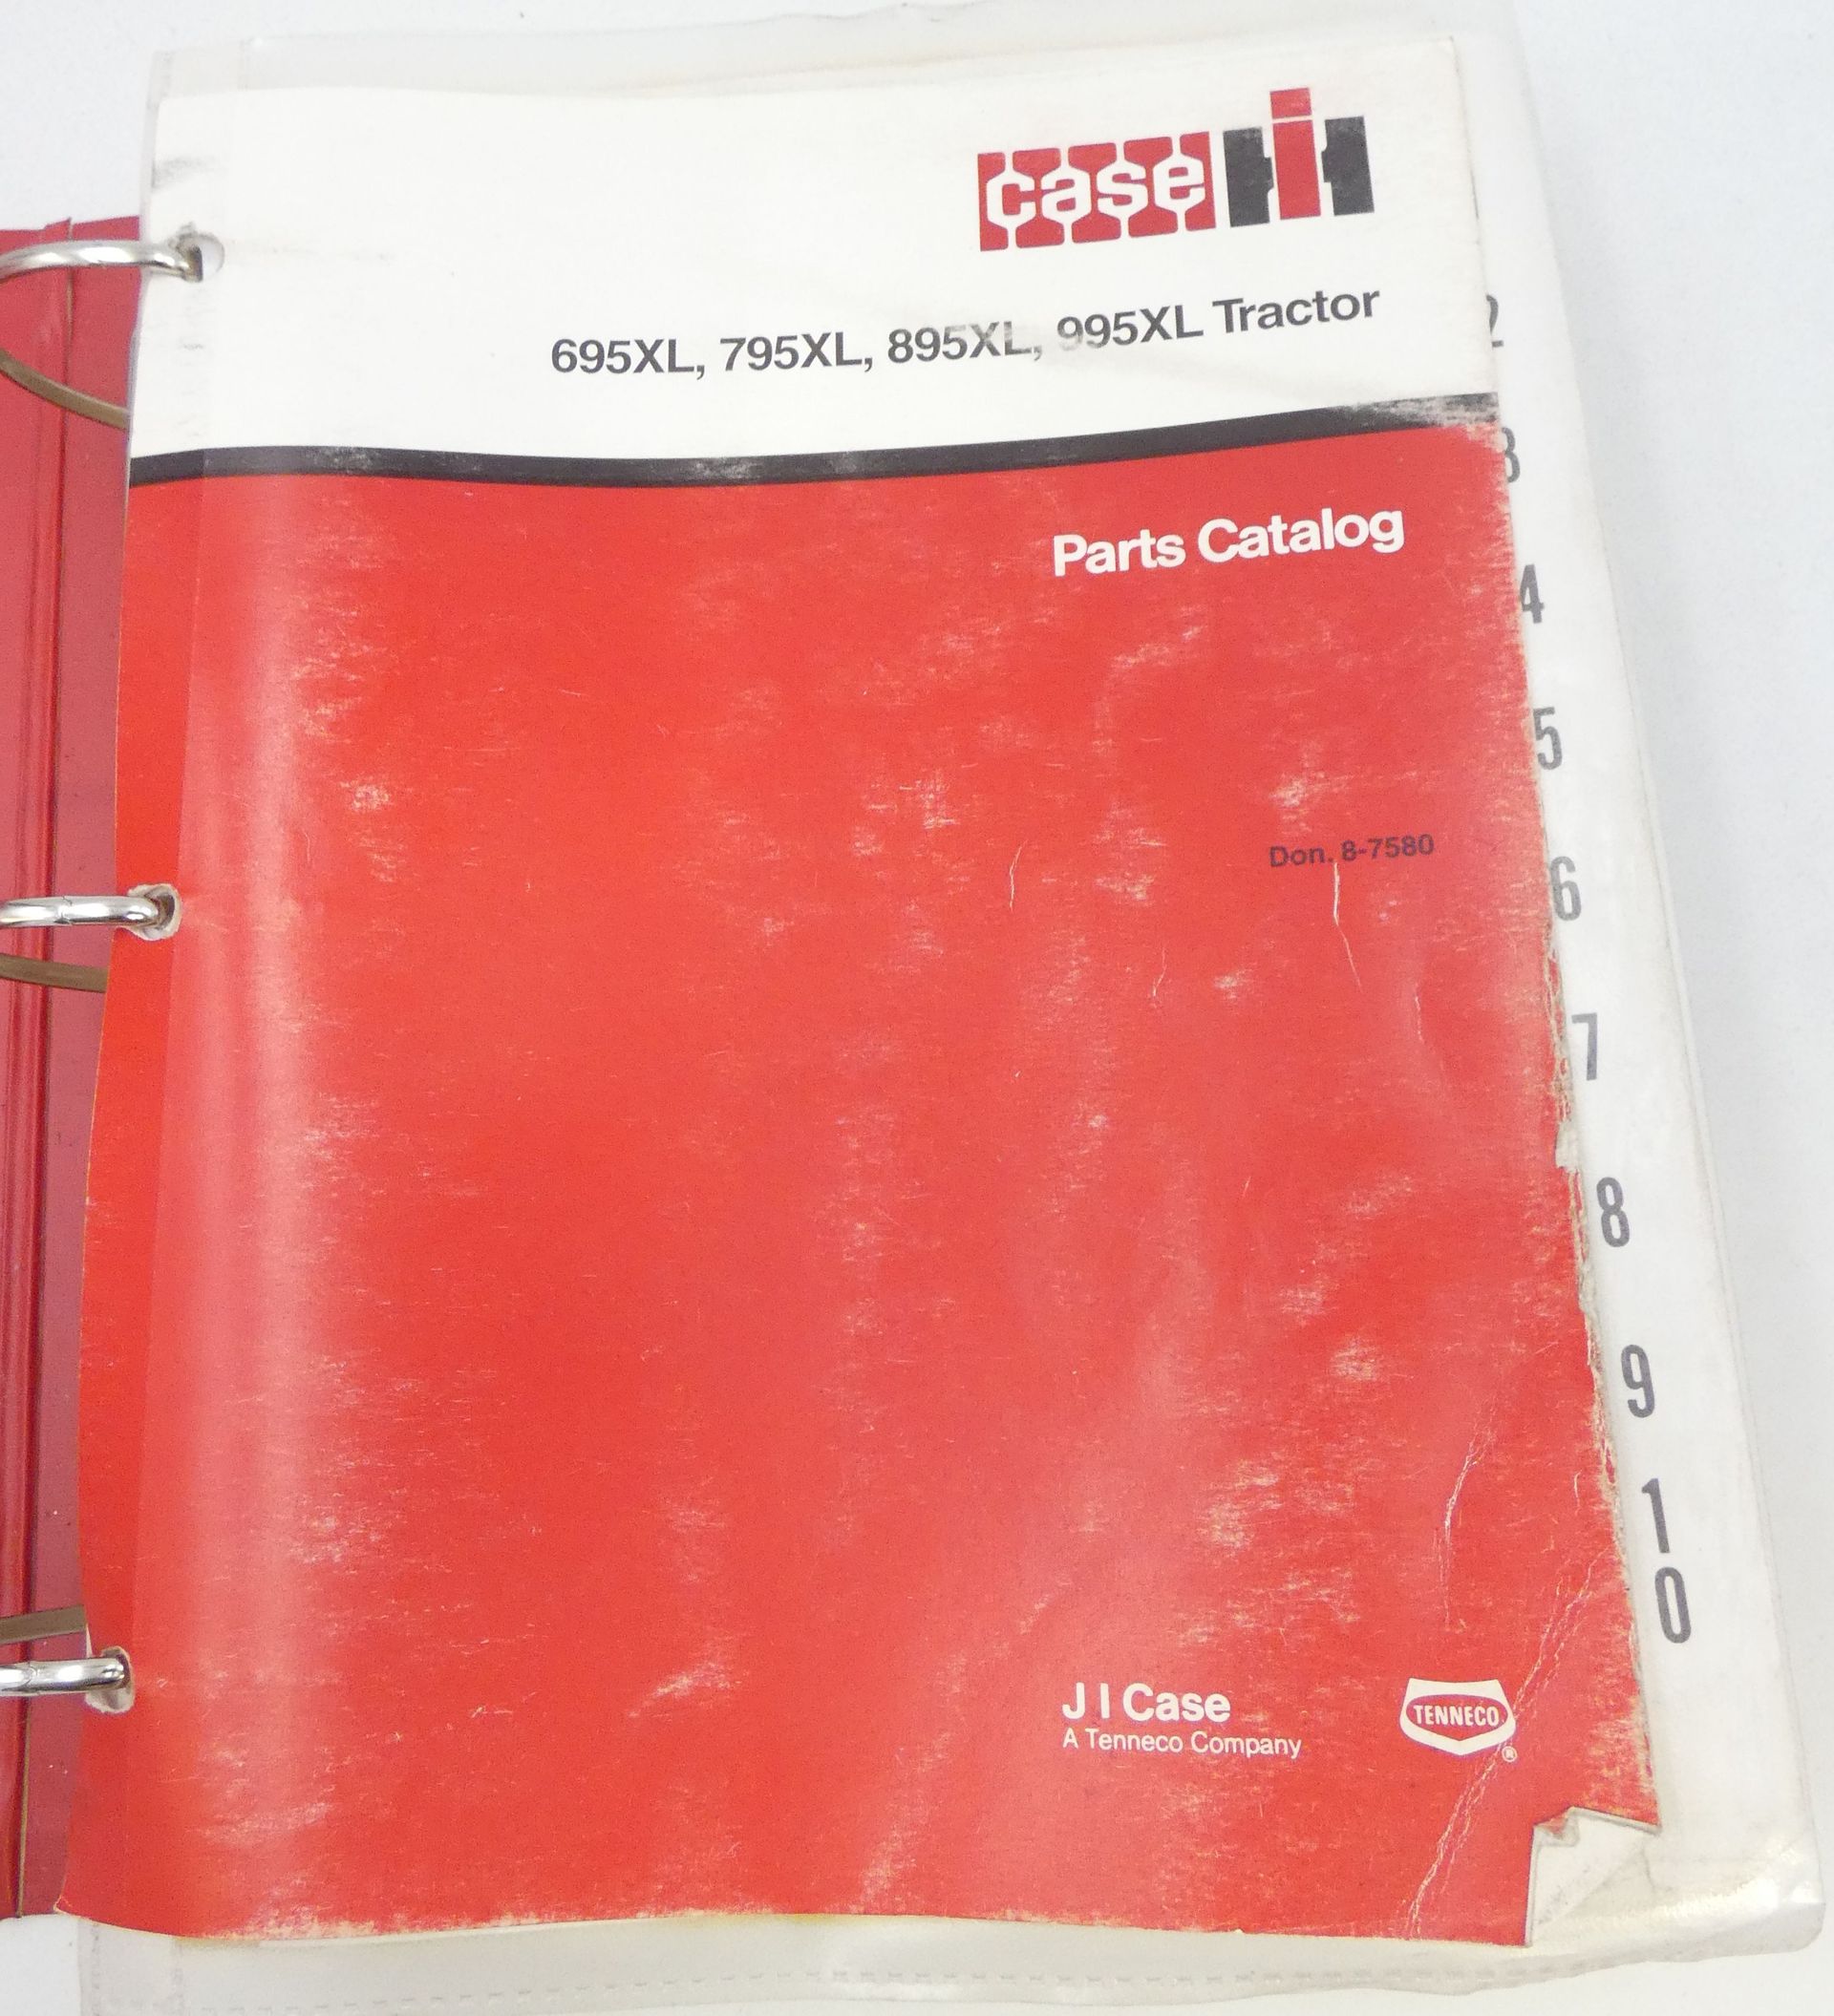 case IH
695XL, 795XL, 895XL, 995XL Tractor
Parts Catalog
Don. 8-7580
J I Case
A Tenneco Company
TENNECO
®
2
3
4
5
6
7
8
9
10